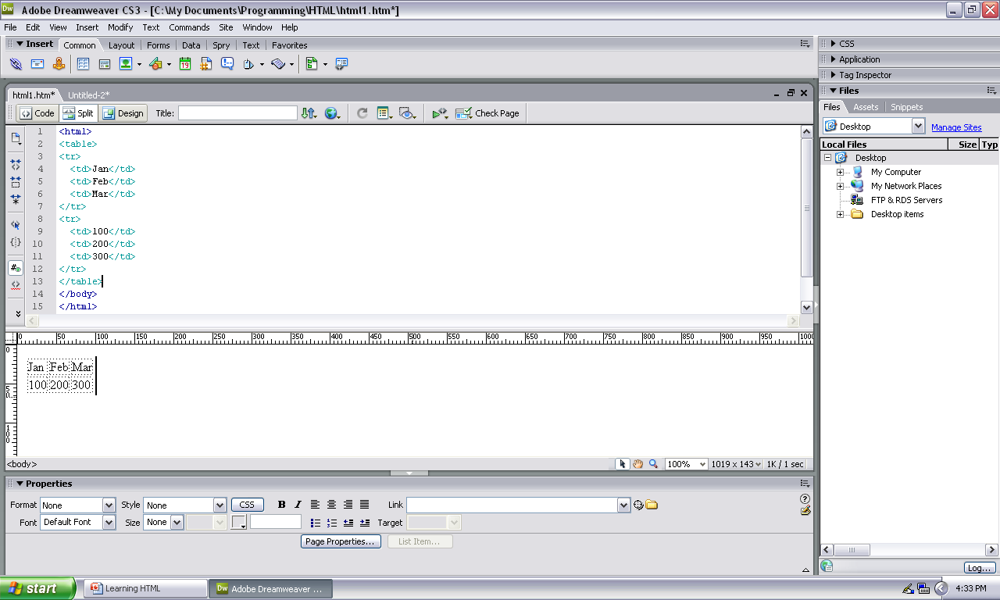 Adobe Dreamweaver CS3 - [C:\My Documents\Programming\HTML\html1.htm*]
File Edit View Insert Modify Text Commands Site Window Help
Insert Common Layout Forms Data Spry Text Favorites
html1.htm* Untitled-2*
Code Split Design Title: Check Page
1 <html>
2 <table>
3 <tr>
4 <td>Jan</td>
5 <td>Feb</td>
6 <td>Mar</td>
7 </tr>
8 <tr>
9 <td>100</td>
10 <td>200</td>
11 <td>300</td>
12 </tr>
13 </table>
14 </body>
15 </html>
0 50 100 150 200 250 300 350 400 450 500 550 600 650 700 750 800 850 900 950 1000
0
50
100
Jan Feb Mar
100 200 300
<body> 100% 1019 x 143 1K / 1 sec
Properties
Format None Style None CSS B I Link
Font Default Font Size None Target
Page Properties... List Item...
CSS
Application
Tag Inspector
Files
Files Assets Snippets
Desktop Manage Sites
Local Files Size Typ
Desktop
My Computer
My Network Places
FTP & RDS Servers
Desktop items
Log...
start Learning HTML Dw Adobe Dreamweaver ... 4:33 PM